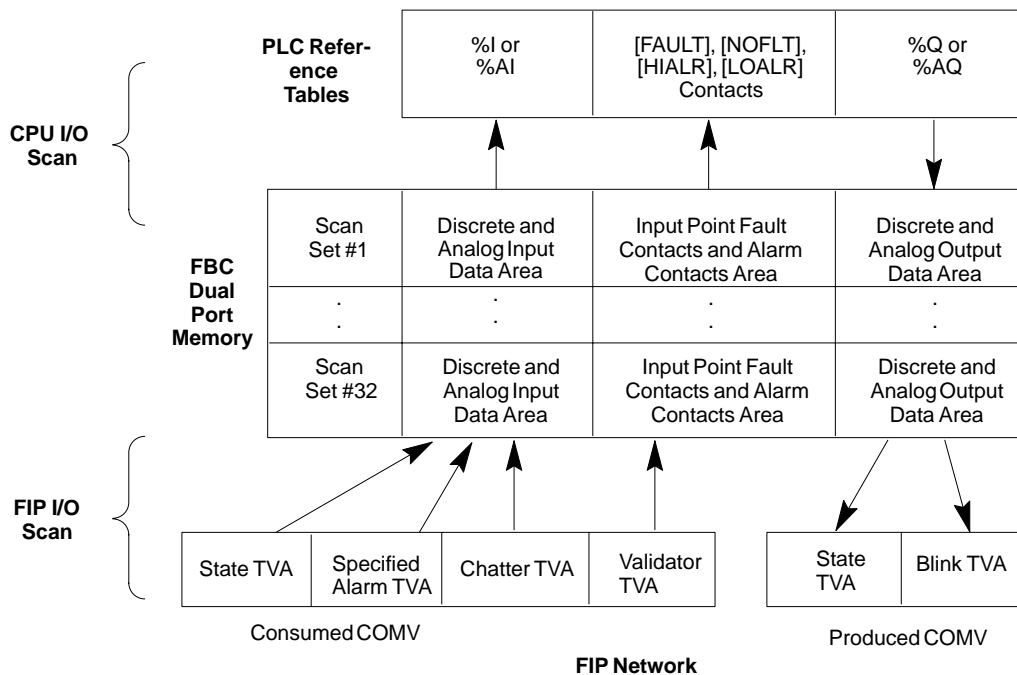 PLC Refer-
ence
Tables
%I or
%AI
[FAULT], [NOFLT],
[HIALR], [LOALR]
Contacts
%Q or
%AQ
CPU I/O
Scan
FBC
Dual
Port
Memory
Scan
Set #1
Discrete and
Analog Input
Data Area
Input Point Fault
Contacts and Alarm
Contacts Area
Discrete and
Analog Output
Data Area
.
.
.
.
.
.
.
.
Scan
Set #32
Discrete and
Analog Input
Data Area
Input Point Fault
Contacts and Alarm
Contacts Area
Discrete and
Analog Output
Data Area
FIP I/O
Scan
State TVA
Specified
Alarm TVA
Chatter TVA
Validator
TVA
State
TVA
Blink TVA
Consumed COMV
Produced COMV
FIP Network